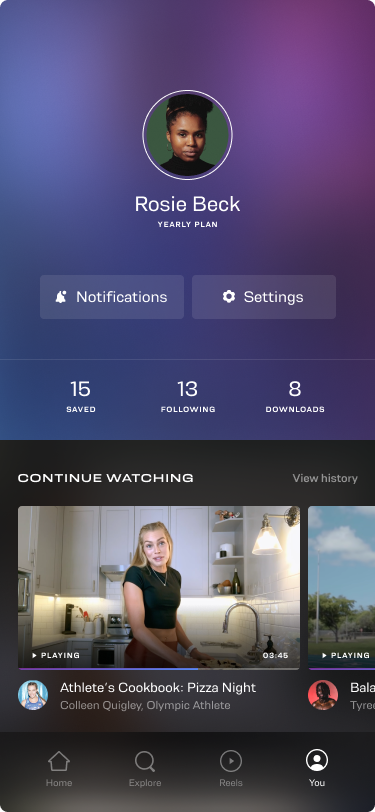 Rosie Beck
YEARLY PLAN
Notifications
Settings
15
13
8
SAVED
FOLLOWING
DOWNLOADS
CONTINUE WATCHING
View history
PLAYING
03:45
PLAYING
Athlete's Cookbook: Pizza Night
Colleen Quigley, Olympic Athlete
Bala
Tyree
Home
Explore
Reels
You